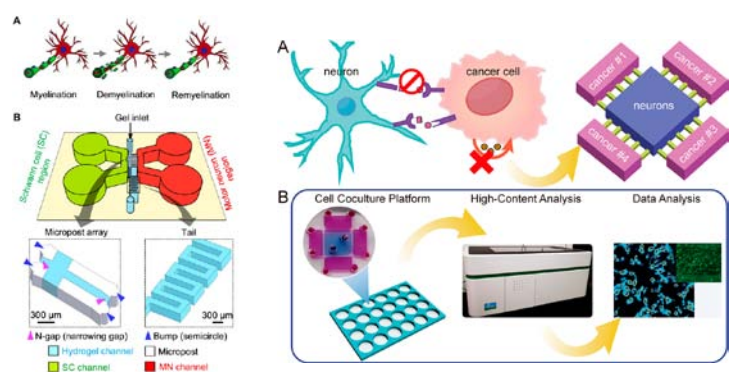 A
Myelination Demyelination Remyelination
B
Gel inlet
Schwann cell (SC)
region
Motor neuron (MN)
region
Micropost array
Tail
300 μm
300 μm
N-gap (narrowing gap)
Bump (semicircle)
Hydrogel channel
Micropost
SC channel
MN channel
A
neuron
cancer cell
cancer #1
cancer #2
neurons
cancer #4
cancer #3
B
Cell Coculture Platform
High-Content Analysis
Data Analysis